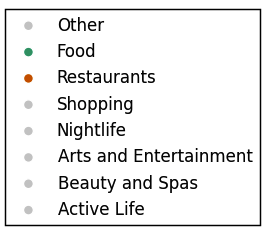 Other
Food
Restaurants
Shopping
Nightlife
Arts and Entertainment
Beauty and Spas
Active Life